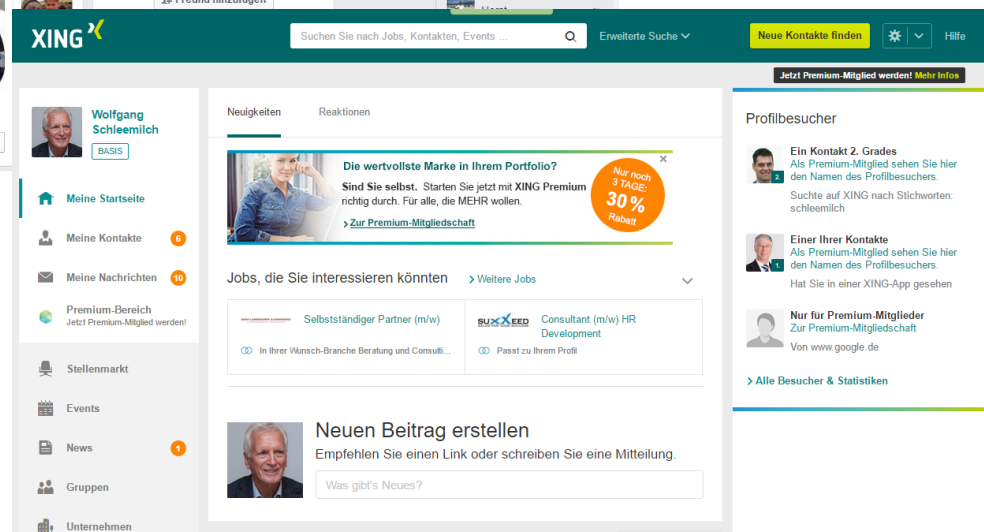 Freund hinzufügen
XING
Suchen Sie nach Jobs, Kontakten, Events ...
Erweiterte Suche
Neue Kontakte finden
Hilfe
Jetzt Premium-Mitglied werden! Mehr Infos
Wolfgang
Schleemilch
BASIS
Meine Startseite
Meine Kontakte 6
Meine Nachrichten 10
Premium-Bereich
Jetzt Premium-Mitglied werden!
Stellenmarkt
Events
News 1
Gruppen
Unternehmen
Neuigkeiten
Reaktionen
Die wertvollste Marke in Ihrem Portfolio?
Sind Sie selbst. Starten Sie jetzt mit XING Premium
richtig durch. Für alle, die MEHR wollen.
Zur Premium-Mitgliedschaft
Nur noch
3 TAGE:
30 %
Rabatt
Jobs, die Sie interessieren könnten
Weitere Jobs
Selbstständiger Partner (m/w)
In Ihrer Wunsch-Branche Beratung und Consulti...
SUXXEED
Consultant (m/w) HR
Development
Passt zu Ihrem Profil
Neuen Beitrag erstellen
Empfehlen Sie einen Link oder schreiben Sie eine Mitteilung.
Was gibt's Neues?
Profilbesucher
Ein Kontakt 2. Grades
Als Premium-Mitglied sehen Sie hier
den Namen des Profilbesuchers.
2.
Suchte auf XING nach Stichworten:
schleemilch
Einer Ihrer Kontakte
Als Premium-Mitglied sehen Sie hier
den Namen des Profilbesuchers.
1.
Hat Sie in einer XING-App gesehen
Nur für Premium-Mitglieder
Zur Premium-Mitgliedschaft
Von www.google.de
Alle Besucher & Statistiken